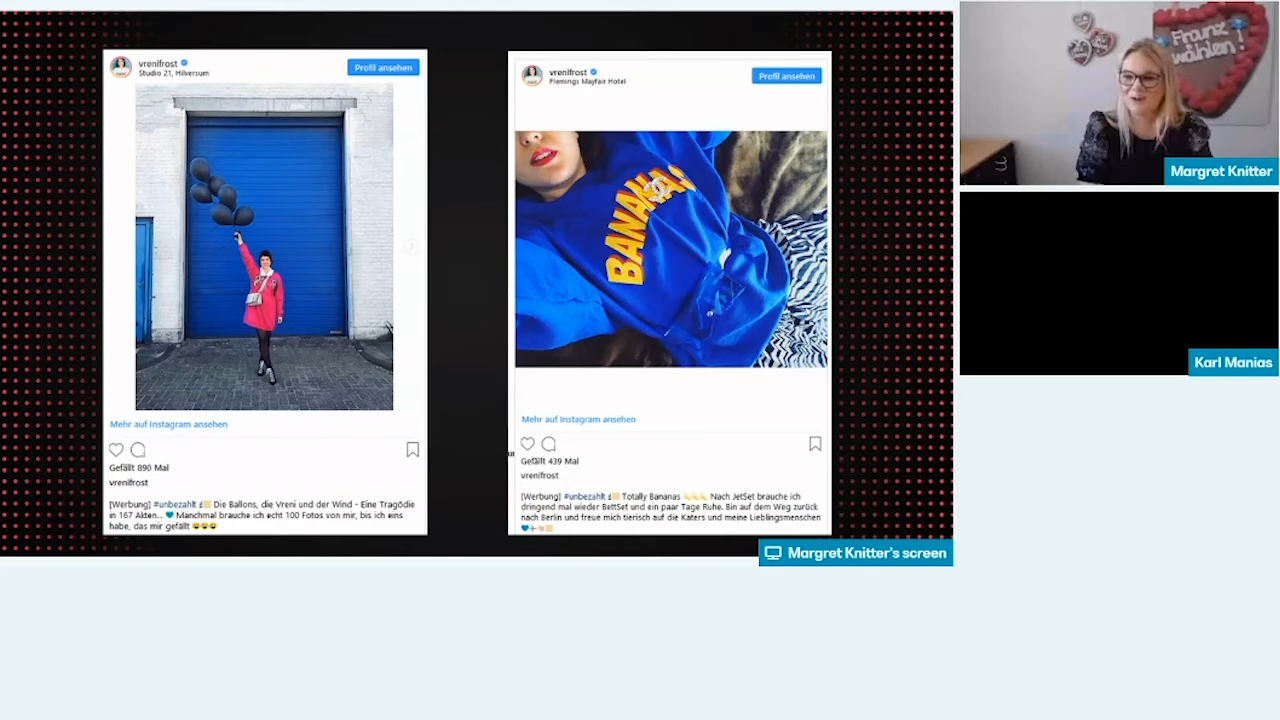 vrenifrost
Studio 21, Hilversum
Profil ansehen
Mehr auf Instagram ansehen
Gefällt 890 Mal
vrenifrost
[Werbung] #unbezahlt Die Ballons, die Vreni und der Wind - Eine Tragödie
in 167 Akten... 💙 Manchmal brauche ich echt 100 Fotos von mir, bis ich eins
habe, das mir gefällt
vrenifrost
Flemings Mayfair Hotel
Profil ansehen
BANANAS
Mehr auf Instagram ansehen
Gefällt 439 Mal
vrenifrost
[Werbung] #unbezahlt Totally Bananas Nach JetSet brauche ich
dringend mal wieder BettSet und ein paar Tage Ruhe. Bin auf dem Weg zurück
nach Berlin und freue mich tierisch auf die Katers und meine Lieblingsmenschen
Margret Knitter's screen
Franz
wählen!
Margret Knitter
Karl Manias